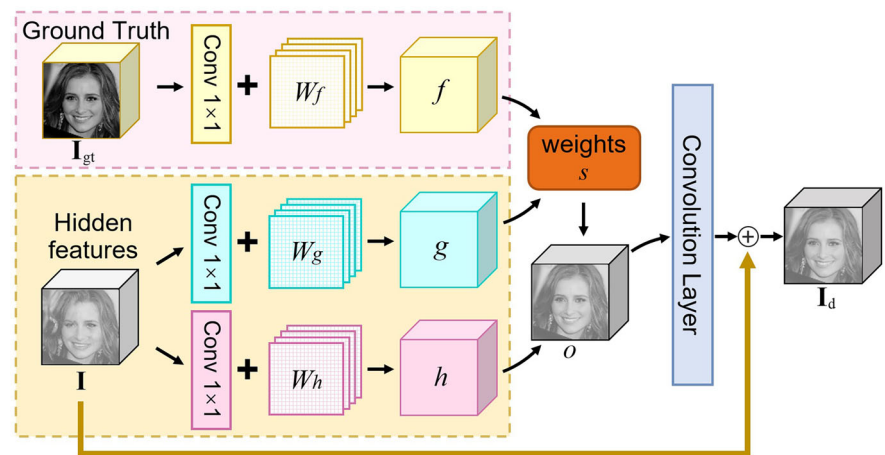 Ground Truth
I_gt
Conv 1×1
+
W_f
f
weights
s
Hidden
features
I
Conv 1×1
+
W_g
g
Conv 1×1
+
W_h
h
o
Convolution Layer
+
I_d